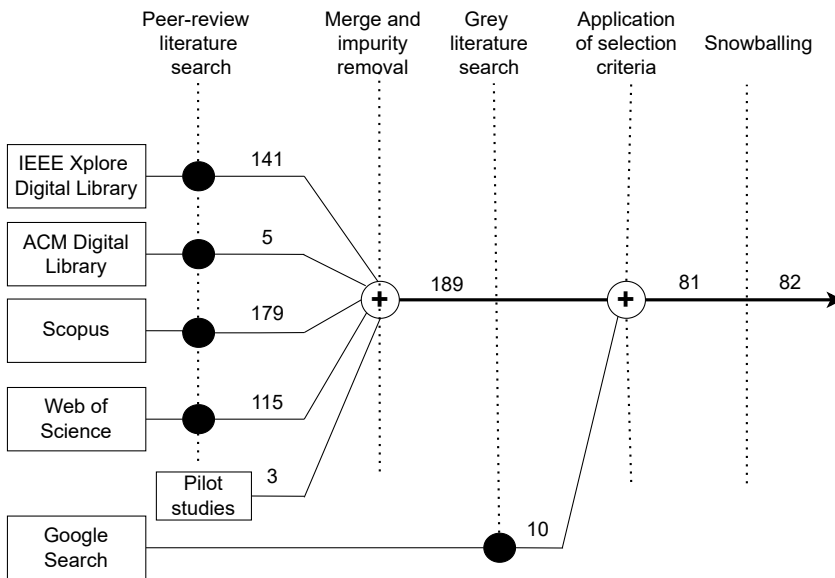 Peer-review
literature
search
Merge and
impurity
removal
Grey
literature
search
Application
of selection
criteria
Snowballing
IEEE Xplore
Digital Library
141
ACM Digital
Library
5
Scopus
179
Web of
Science
115
Pilot
studies
3
Google
Search
10
+
189
+
81
82